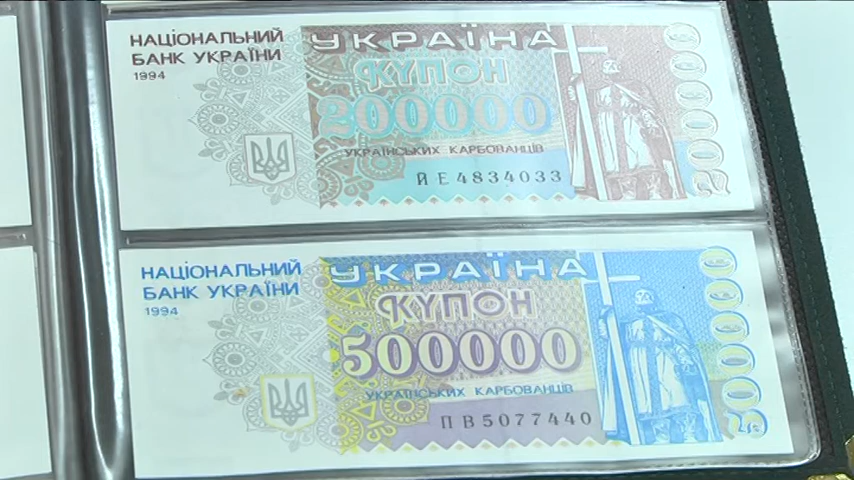 НАЦІОНАЛЬНИЙ
БАНК УКРАЇНИ
1994
УКРАЇНА
КУПОН
200000
УКРАЇНСЬКИХ КАРБОВАНЦІВ
ЙЕ4834033
200000
НАЦІОНАЛЬНИЙ
БАНК УКРАЇНИ
1994
УКРАЇНА
КУПОН
500000
УКРАЇНСЬКИХ КАРБОВАНЦІВ
ПВ5077440
500000